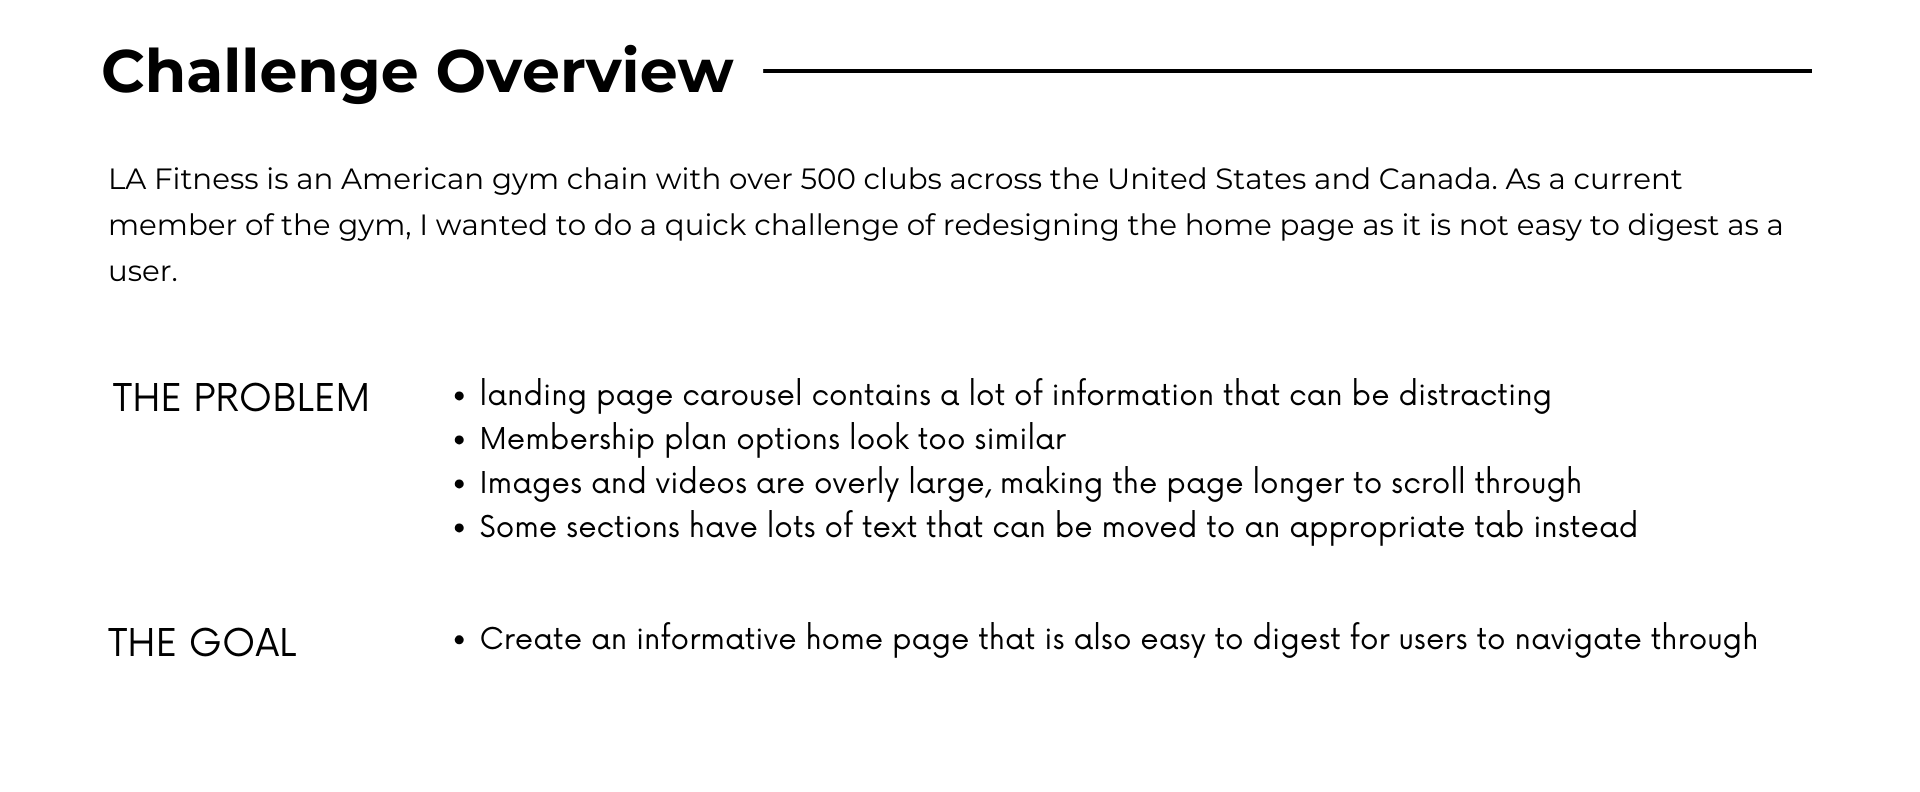 Challenge Overview
LA Fitness is an American gym chain with over 500 clubs across the United States and Canada. As a current
member of the gym, I wanted to do a quick challenge of redesigning the home page as it is not easy to digest as a
user.
THE PROBLEM
• landing page carousel contains a lot of information that can be distracting
• Membership plan options look too similar
• Images and videos are overly large, making the page longer to scroll through
• Some sections have lots of text that can be moved to an appropriate tab instead
THE GOAL
• Create an informative home page that is also easy to digest for users to navigate through